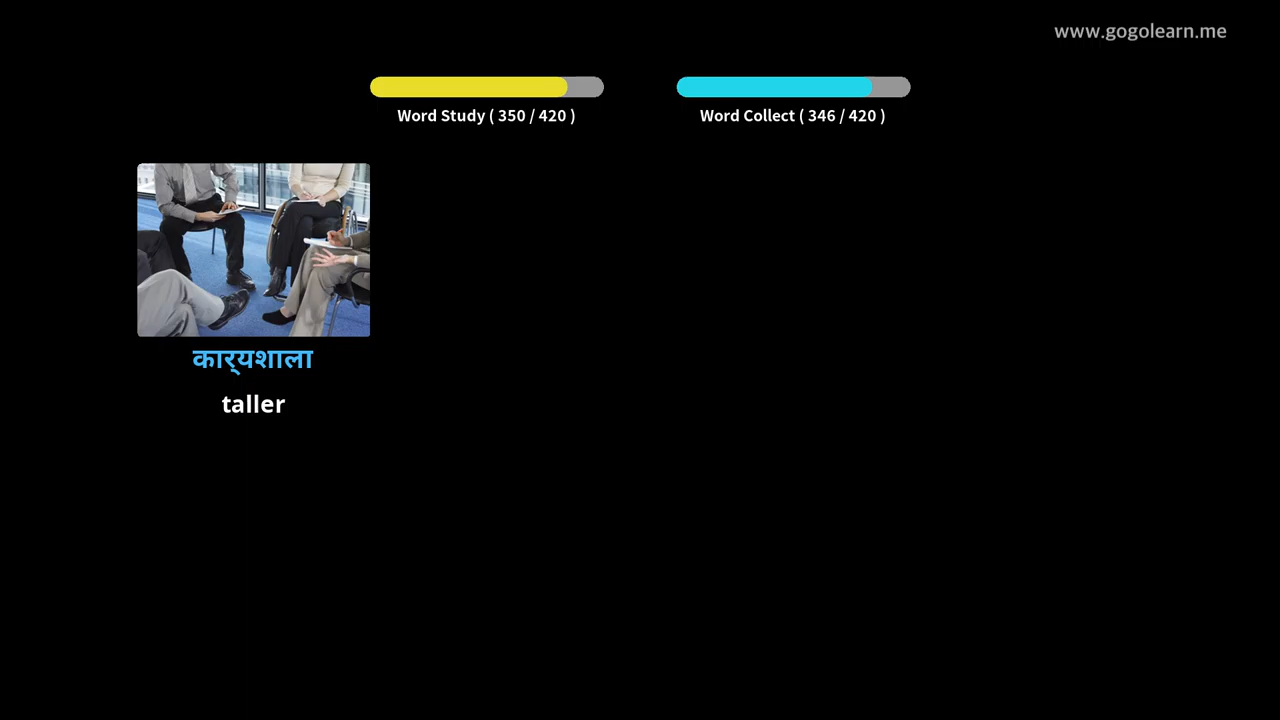 www.gogolearn.me
Word Study ( 350 / 420 )
Word Collect ( 346 / 420 )
कार्यशाला
taller